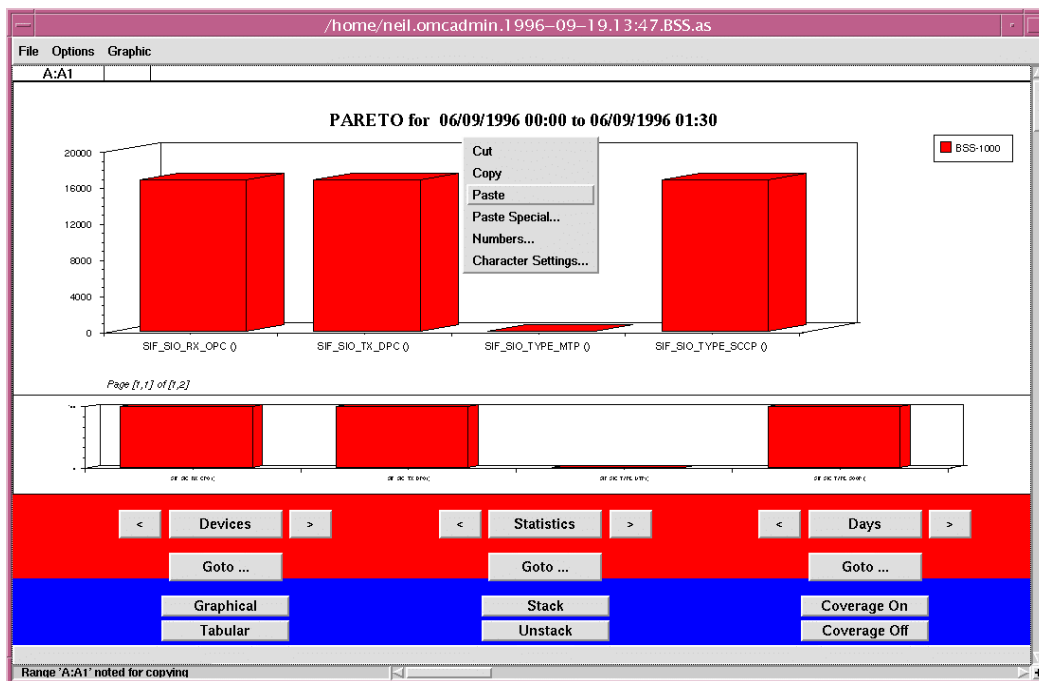 /home/neil.omcadmin.1996-09-19.13:47.BSS.as
File Options Graphic
A:A1
PARETO for 06/09/1996 00:00 to 06/09/1996 01:30
BSS-1000
Cut
Copy
Paste
Paste Special...
Numbers...
Character Settings...
20000
16000
12000
8000
4000
0
SIF_SIO_RX_OPC () SIF_SIO_TX_DPC () SIF_SIO_TYPE_MTP () SIF_SIO_TYPE_SCCP ()
Page [1,1] of [1,2]
< Devices > < Statistics > < Days >
Goto ... Goto ... Goto ...
Graphical Stack Coverage On
Tabular Unstack Coverage Off
Range 'A:A1' noted for copying